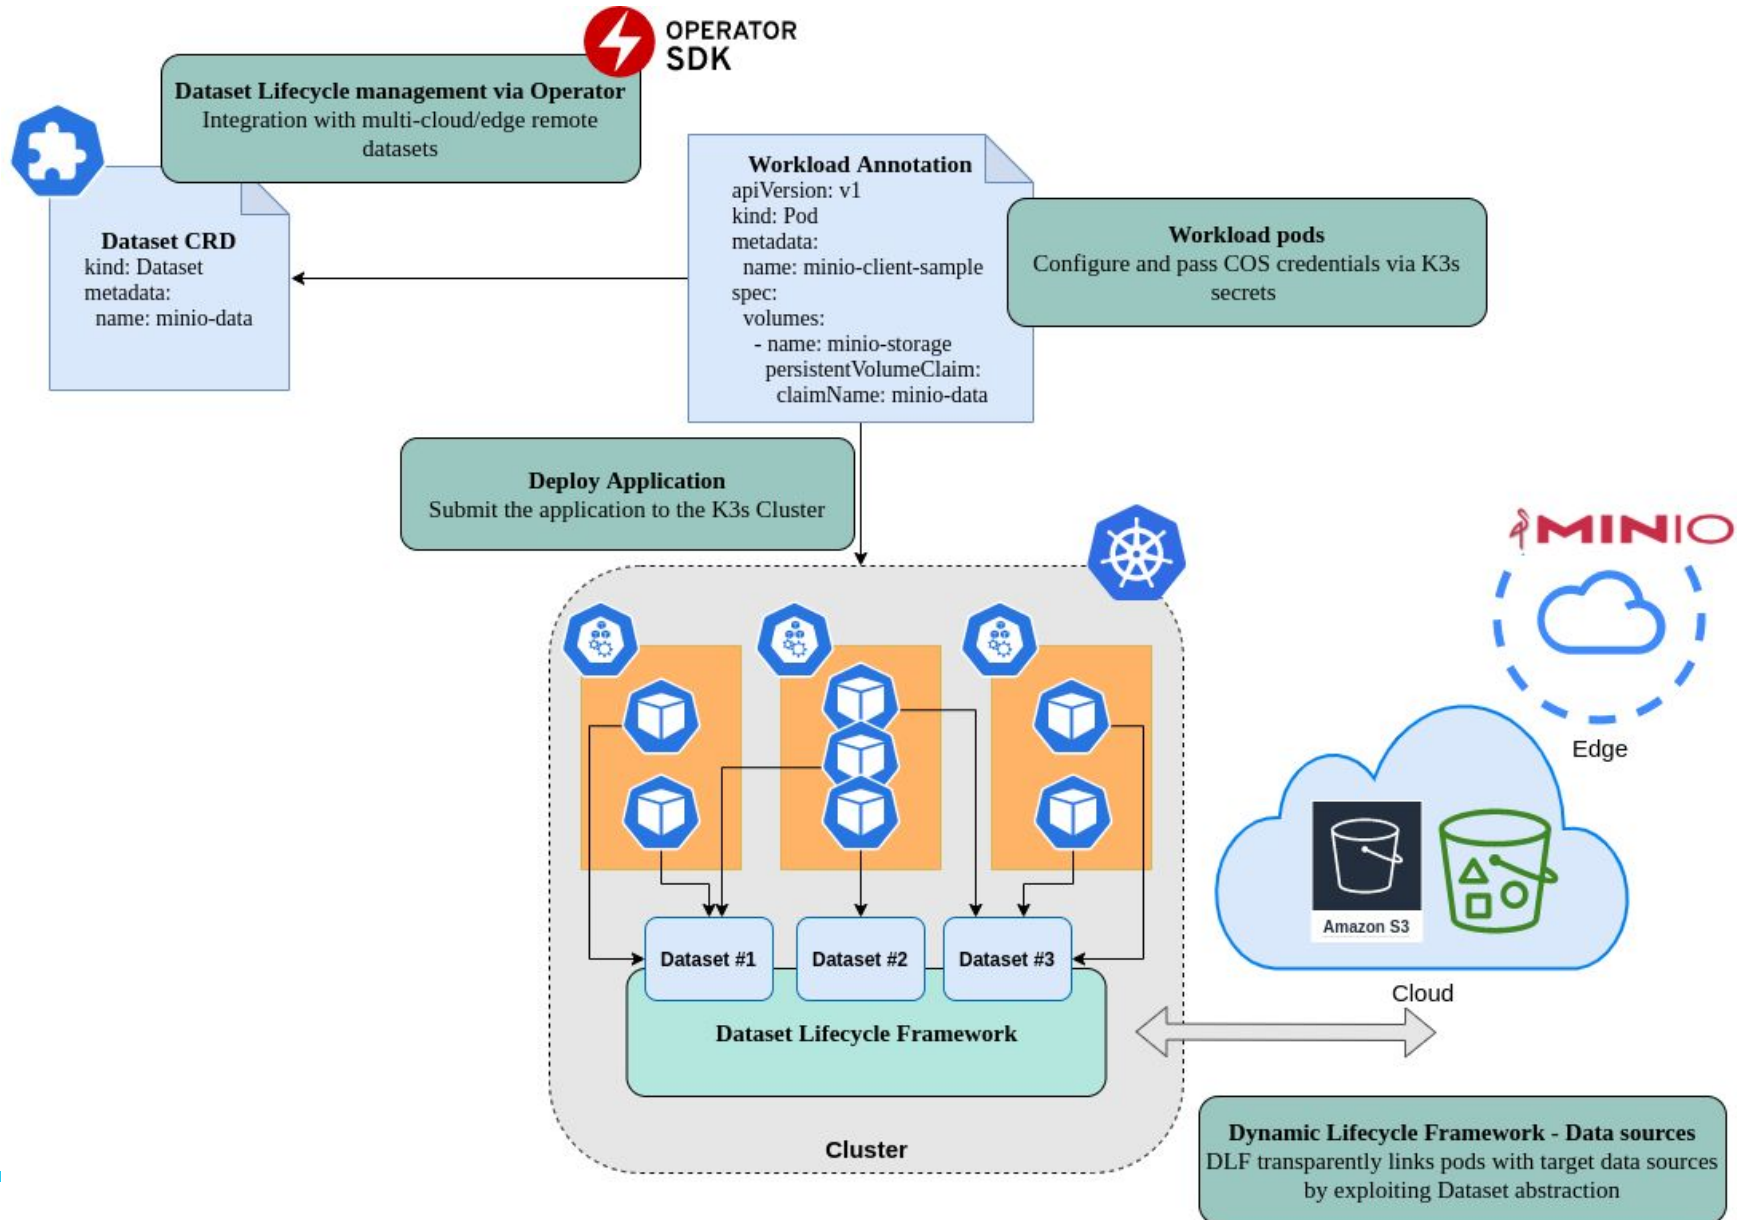 OPERATOR
SDK
Dataset Lifecycle management via Operator
Integration with multi-cloud/edge remote
datasets
Dataset CRD
kind: Dataset
metadata:
name: minio-data
Workload Annotation
apiVersion: v1
kind: Pod
metadata:
name: minio-client-sample
spec:
volumes:
- name: minio-storage
persistentVolumeClaim:
claimName: minio-data
Workload pods
Configure and pass COS credentials via K3s
secrets
Deploy Application
Submit the application to the K3s Cluster
MINIO
Edge
Amazon S3
Cloud
Dataset #1
Dataset #2
Dataset #3
Dataset Lifecycle Framework
Cluster
Dynamic Lifecycle Framework - Data sources
DLF transparently links pods with target data sources
by exploiting Dataset abstraction